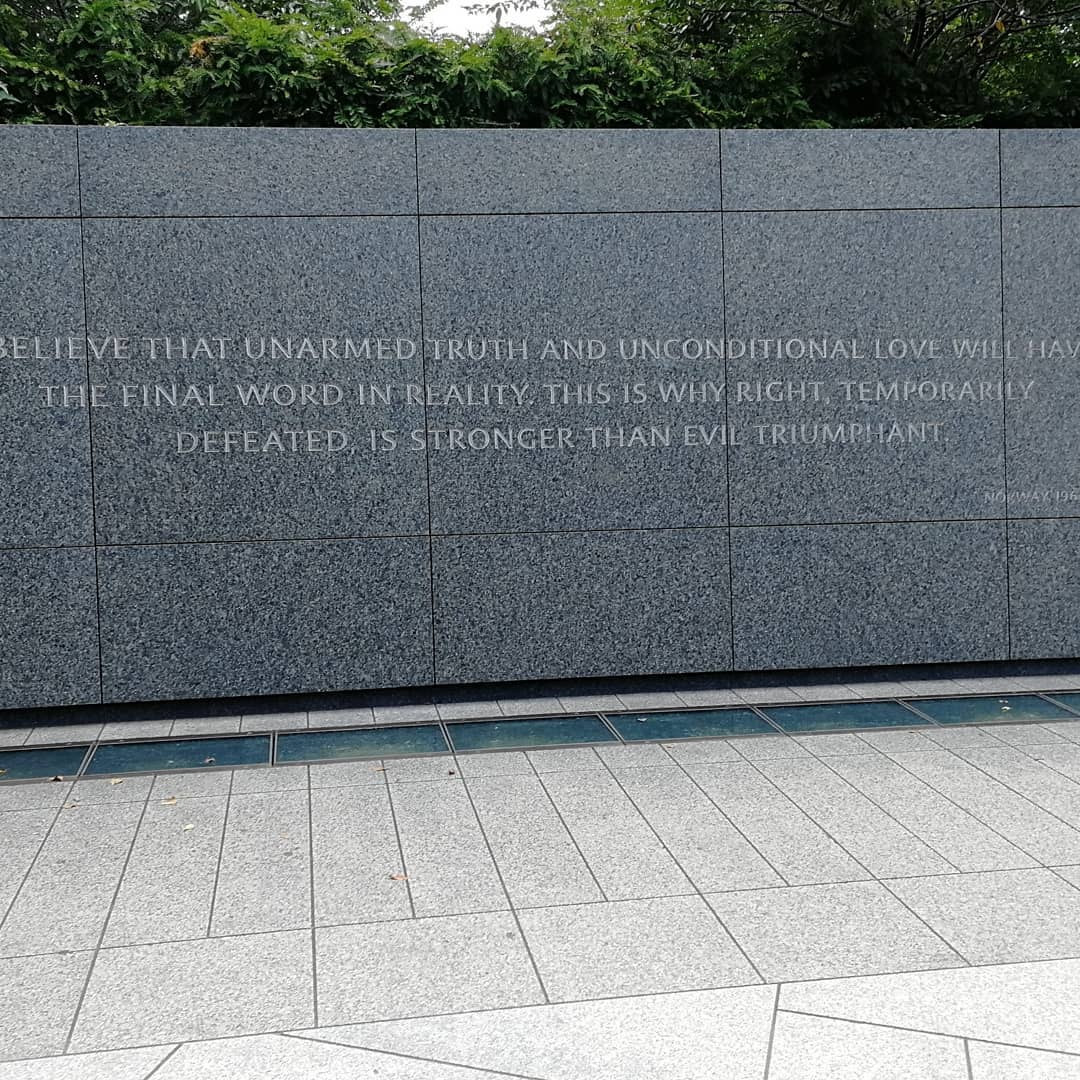 BELIEVE THAT UNARMED TRUTH AND UNCONDITIONAL LOVE WILL HAV
THE FINAL WORD IN REALITY. THIS IS WHY RIGHT, TEMPORARILY
DEFEATED, IS STRONGER THAN EVIL TRIUMPHANT.
NORWAY, 196